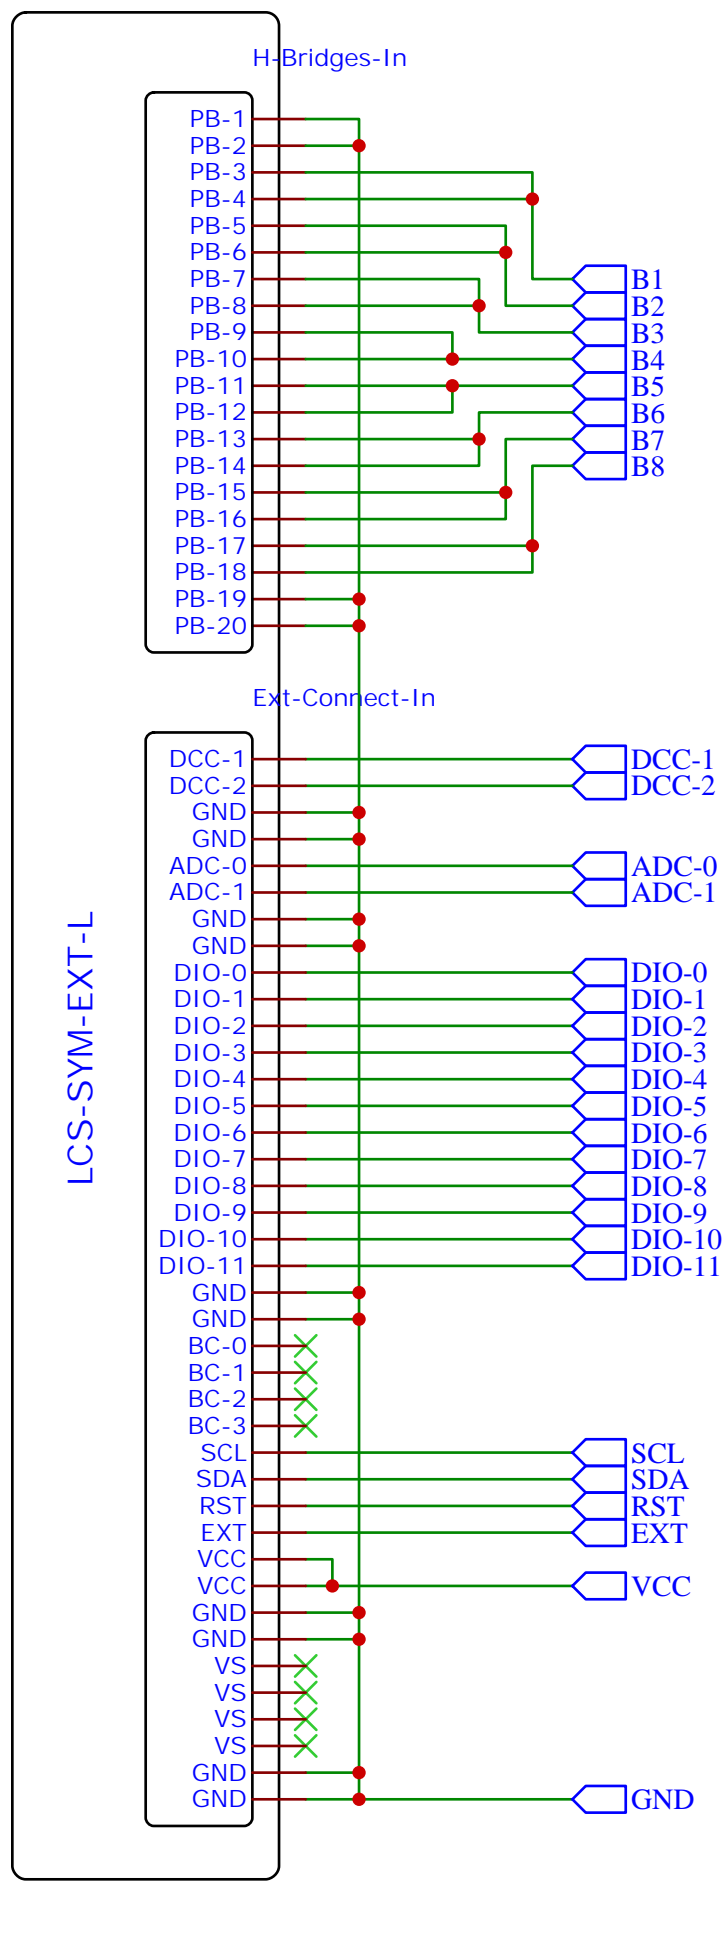 H-Bridges-In
PB-1
PB-2
PB-3
PB-4
PB-5
PB-6
PB-7 B1
PB-8 B2
PB-9 B3
PB-10 B4
PB-11 B5
PB-12 B6
PB-13 B7
PB-14 B8
PB-15
PB-16
PB-17
PB-18
PB-19
PB-20
Ext-Connect-In
DCC-1 DCC-1
DCC-2 DCC-2
GND
GND
ADC-0 ADC-0
ADC-1 ADC-1
GND
GND
DIO-0 DIO-0
DIO-1 DIO-1
DIO-2 DIO-2
DIO-3 DIO-3
DIO-4 DIO-4
DIO-5 DIO-5
DIO-6 DIO-6
DIO-7 DIO-7
DIO-8 DIO-8
DIO-9 DIO-9
DIO-10 DIO-10
DIO-11 DIO-11
GND
GND
BC-0
BC-1
BC-2
BC-3
SCL SCL
SDA SDA
RST RST
EXT EXT
VCC
VCC VCC
GND
GND
VS
VS
VS
VS
GND
GND GND
LCS-SYM-EXT-L